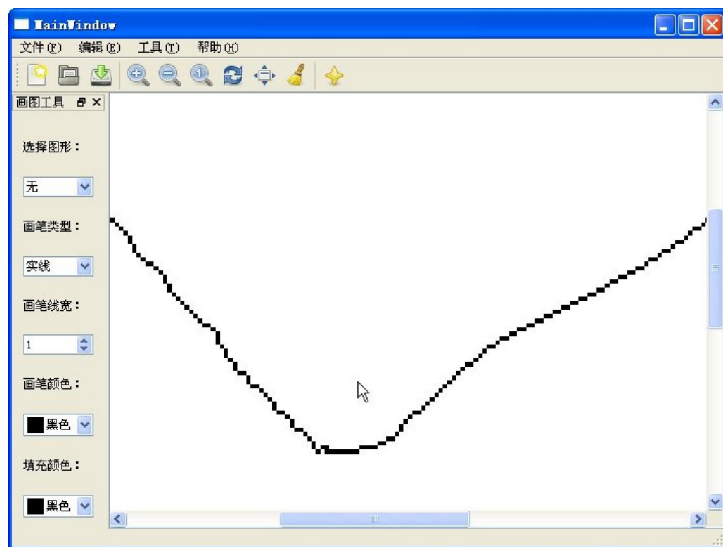 MainWindow
文件(F) 编辑(E) 工具(T) 帮助(H)
画图工具
选择图形：
无
画笔类型：
实线
画笔线宽：
1
画笔颜色：
黑色
填充颜色：
黑色